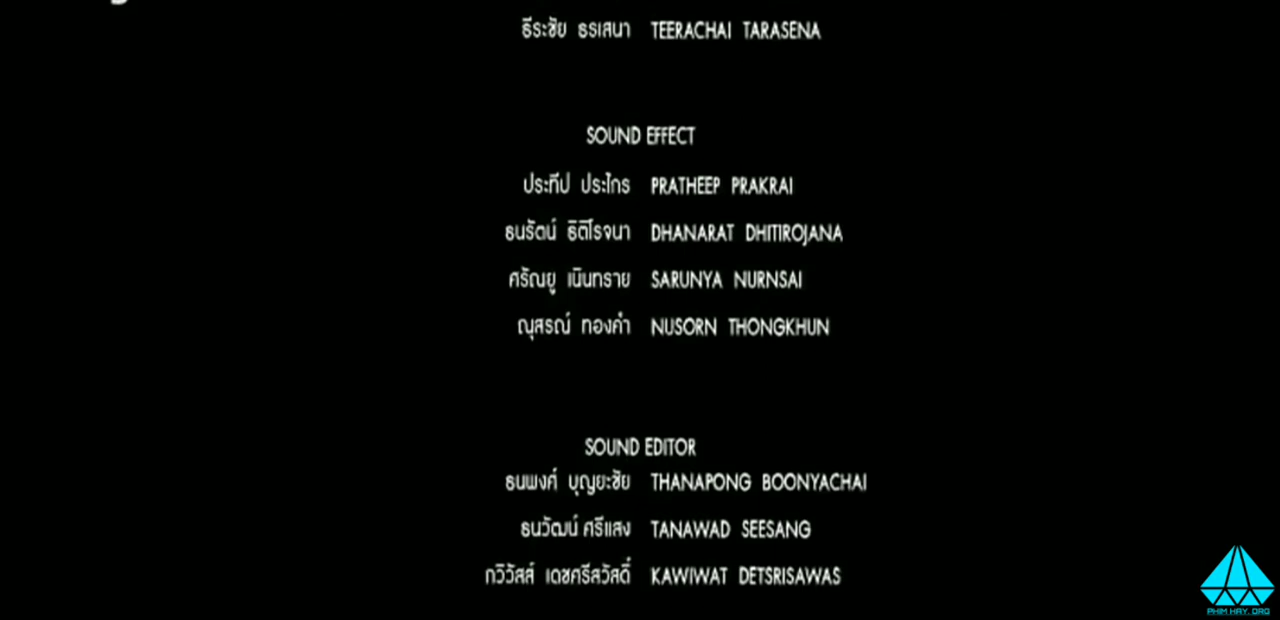 ธีระชัย ธรเสนา TEERACHAI TARASENA
SOUND EFFECT
ประทีป ประไกร PRATHEEP PRAKRAI
ธนรัตน์ ธิติโรจนา DHANARAT DHITIROJANA
ศรัณยู เนินทราย SARUNYA NURNSAI
ณุสรณ์ ทองคำ NUSORN THONGKHUN
SOUND EDITOR
ธนพงศ์ บุญยะชัย THANAPONG BOONYACHAI
ธนวัฒน์ ศรีแสง TANAWAD SEESANG
กวิวัสส์ เดชศรีสวัสดิ์ KAWIWAT DETSRISAWAS
PHIM.HAY.ORG